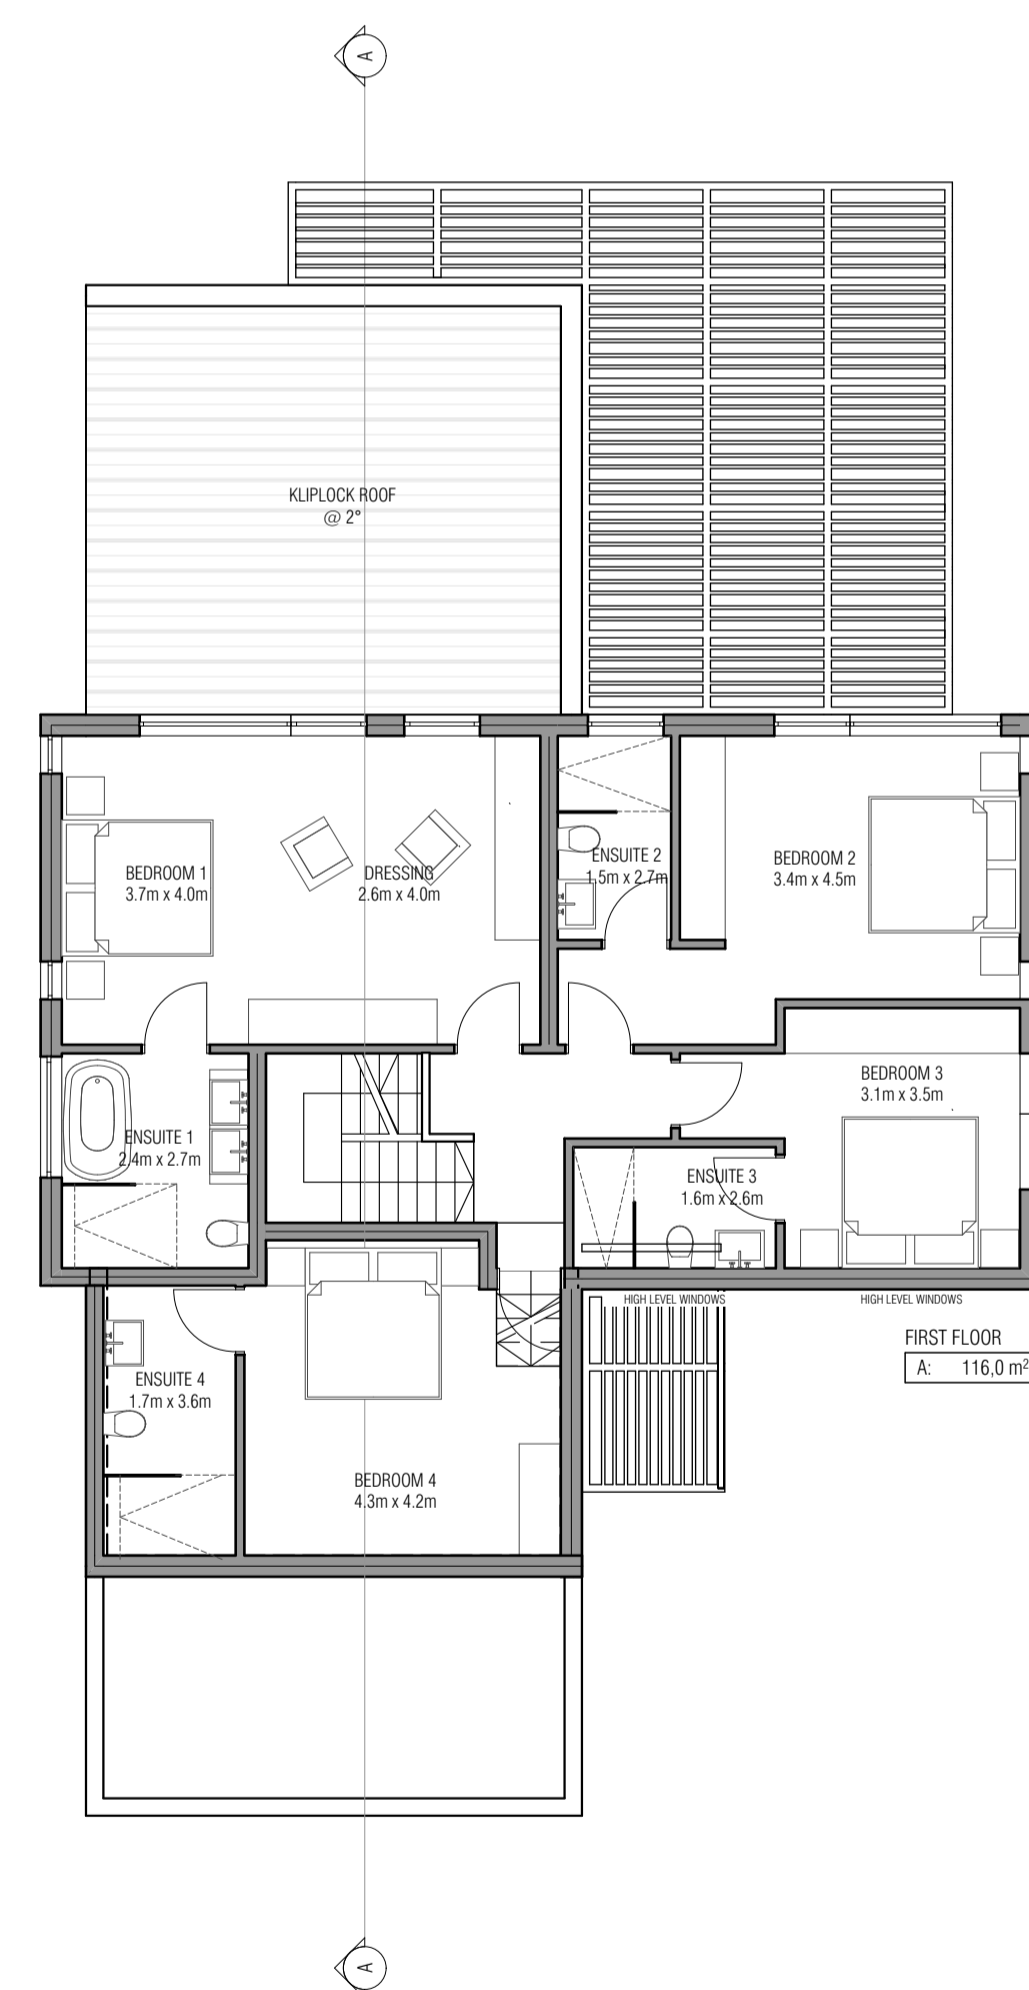 A
KLIPLOCK ROOF
@ 2°
BEDROOM 1
3.7m x 4.0m
DRESSING
2.6m x 4.0m
ENSUITE 2
1.5m x 2.7m
BEDROOM 2
3.4m x 4.5m
BEDROOM 3
3.1m x 3.5m
ENSUITE 1
2.4m x 2.7m
ENSUITE 3
1.6m x 2.6m
HIGH LEVEL WINDOWS
HIGH LEVEL WINDOWS
FIRST FLOOR
A: 116,0 m²
ENSUITE 4
1.7m x 3.6m
BEDROOM 4
4.3m x 4.2m
A